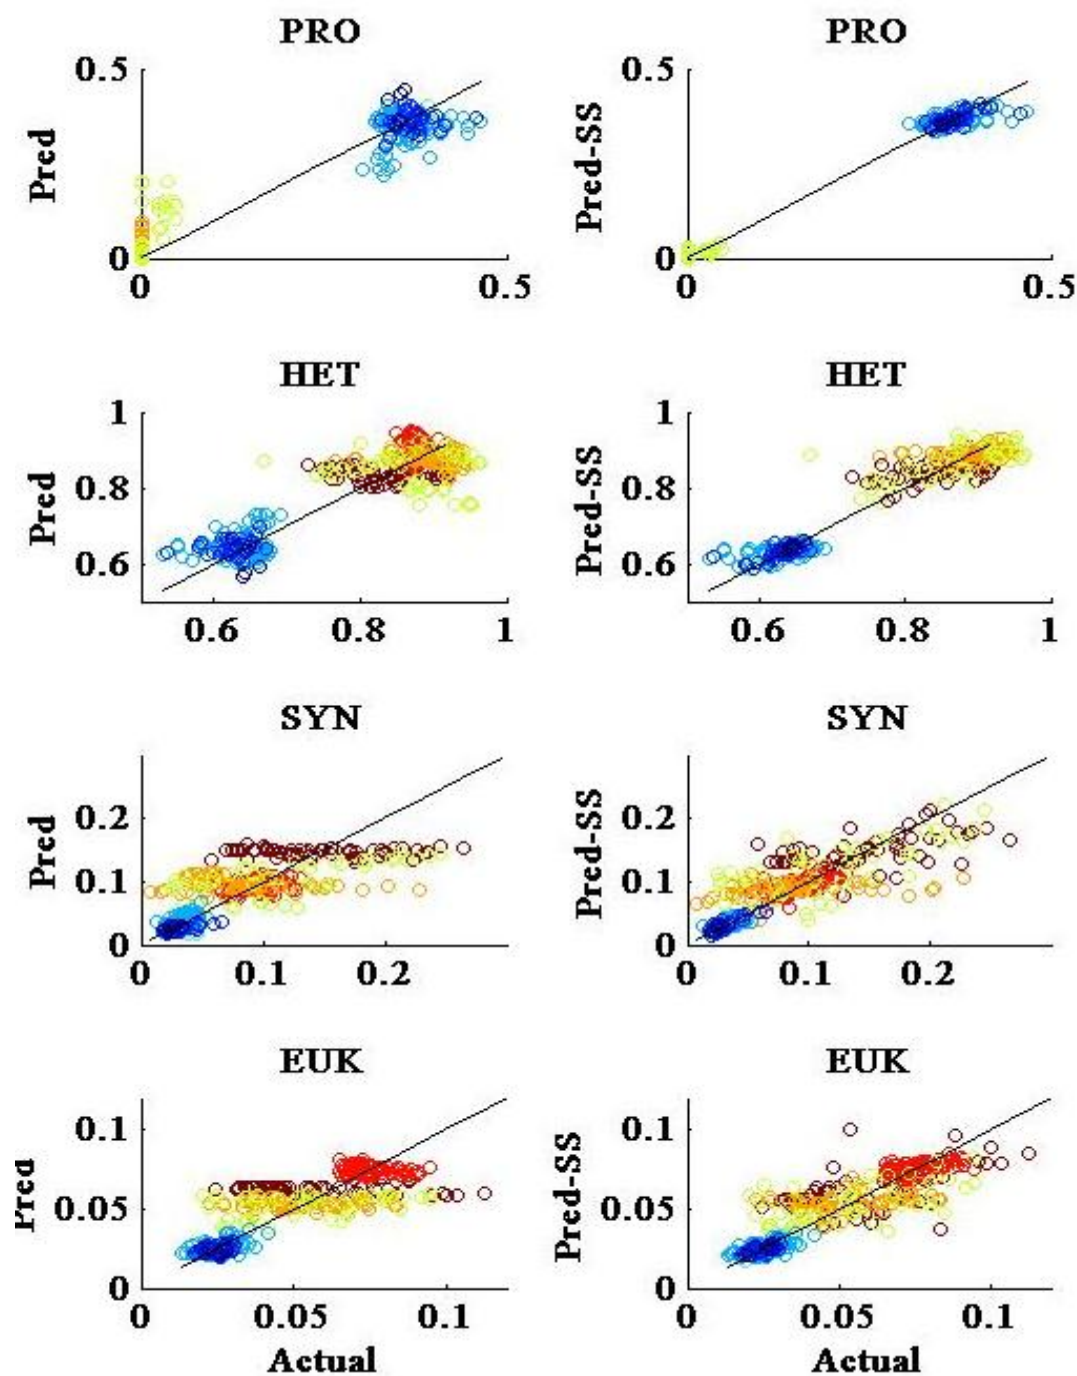 PRO PRO
0.5 0.5
Pred Pred-SS
0 0
0 0.5 0 0.5
HET HET
1 1
Pred Pred-SS
0.8 0.8
0.6 0.6
0.6 0.8 1 0.6 0.8 1
SYN SYN
Pred Pred-SS
0.2 0.2
0.1 0.1
0 0
0 0.1 0.2 0 0.1 0.2
EUK EUK
0.1 0.1
Pred Pred-SS
0.05 0.05
0 0
0 0.05 0.1 0 0.05 0.1
Actual Actual